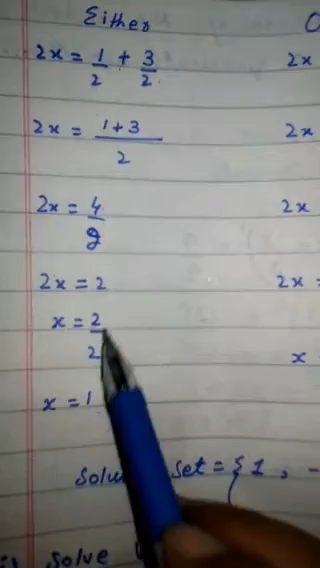 Either
2x = 1/2 + 3/2
2x
2x = 1+3/2
2x
2x = 4/2
2x
2x = 2
2x =
x = 2/2
x
x = 1
set = { 1 , -
Solve